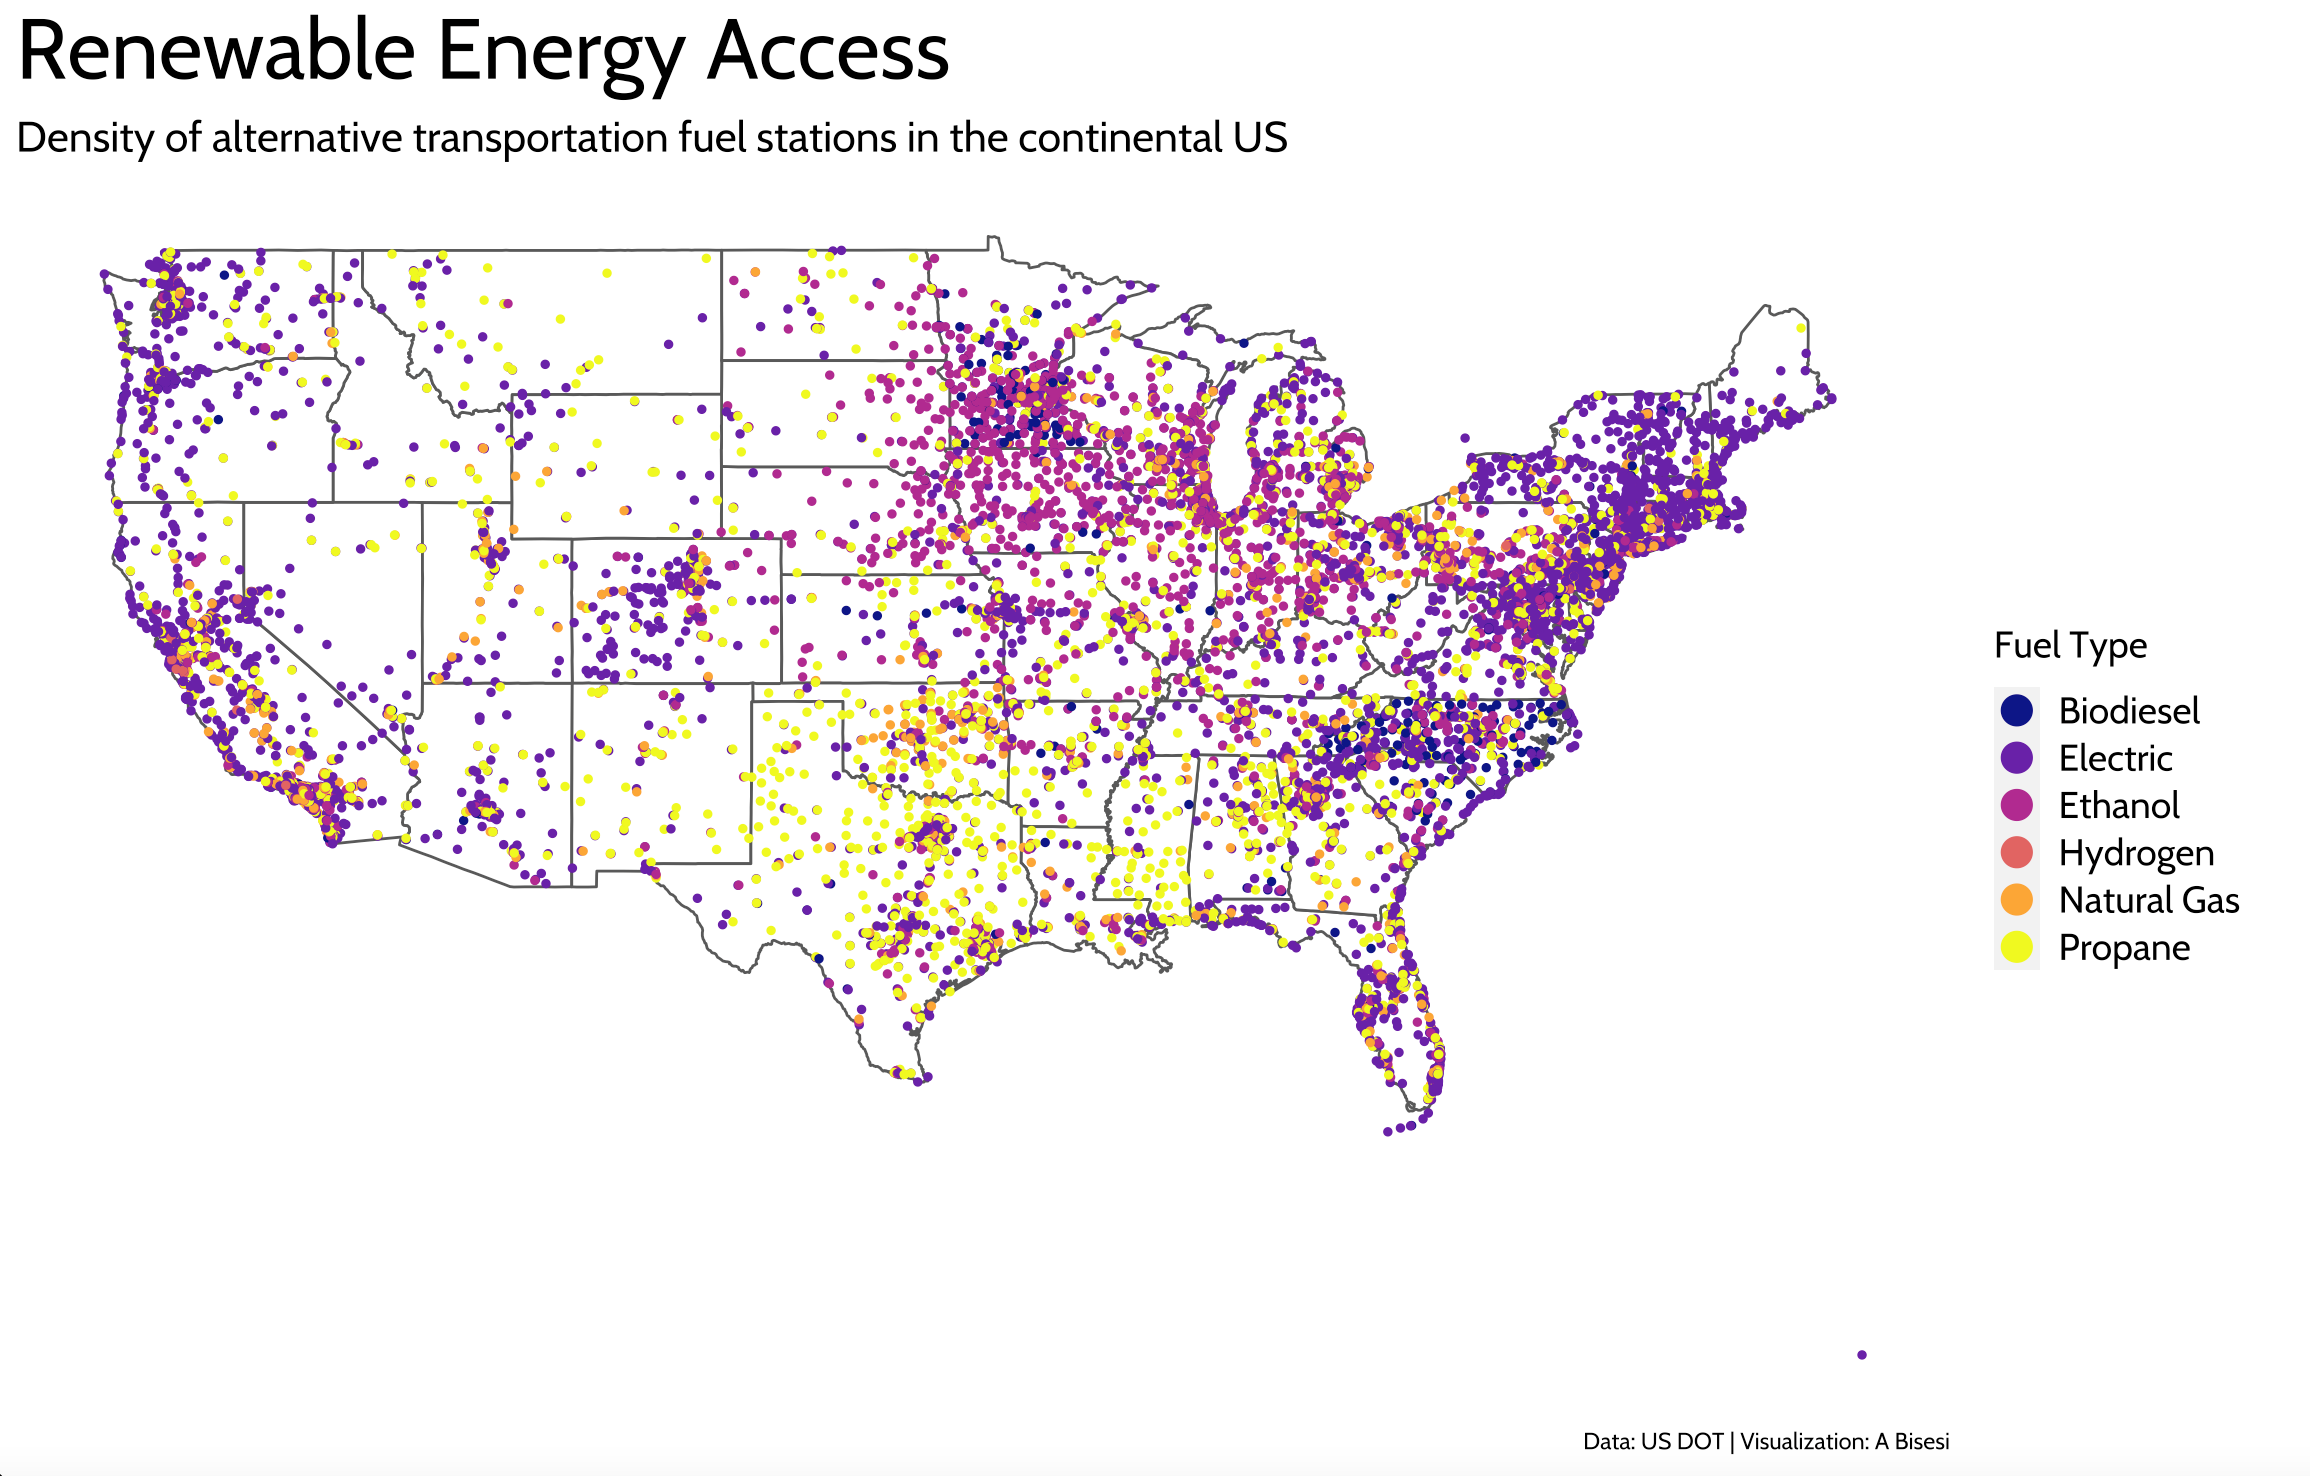 Renewable Energy Access
Density of alternative transportation fuel stations in the continental US
Fuel Type
Biodiesel
Electric
Ethanol
Hydrogen
Natural Gas
Propane
Data: US DOT | Visualization: A Bisesi